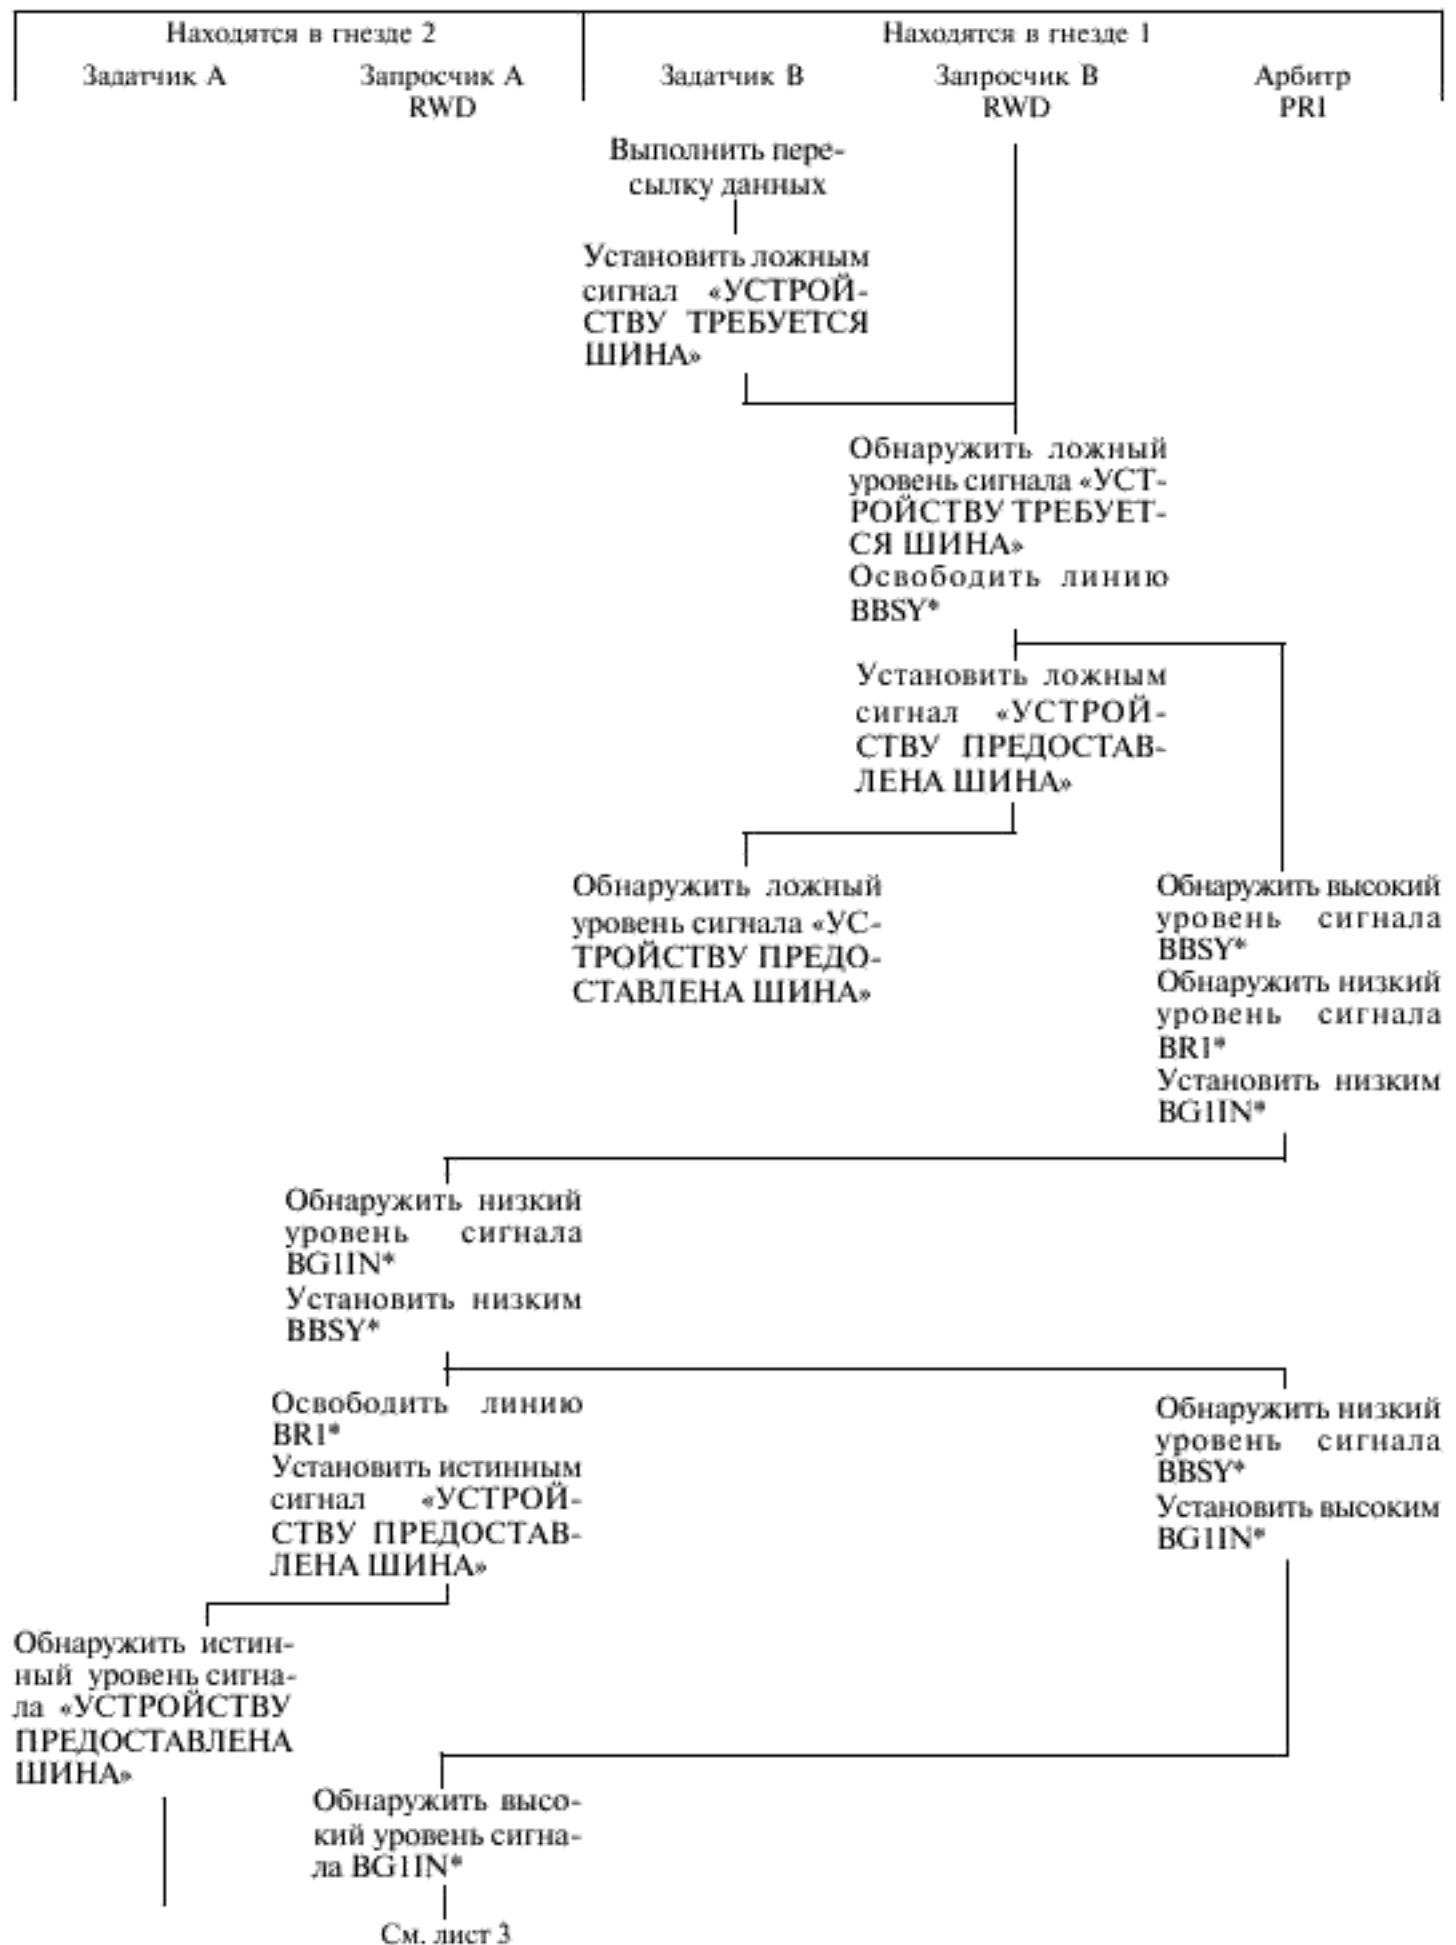 Находятся в гнезде 2
Находятся в гнезде 1
Задатчик А
Запросчик А
RWD
Задатчик В
Запросчик В
RWD
Арбитр
PRI
Выполнить пере-
сылку данных
Установить ложным
сигнал «УСТРОЙ-
СТВУ ТРЕБУЕТСЯ
ШИНА»
Обнаружить ложный
уровень сигнала «УСТ-
РОЙСТВУ ТРЕБУЕТ-
СЯ ШИНА»
Освободить линию
BBSY*
Установить ложным
сигнал «УСТРОЙ-
СТВУ ПРЕДОСТАВ-
ЛЕНА ШИНА»
Обнаружить ложный
уровень сигнала «УС-
ТРОЙСТВУ ПРЕДО-
СТАВЛЕНА ШИНА»
Обнаружить высокий
уровень сигнала
BBSY*
Обнаружить низкий
уровень сигнала
BR1*
Установить низким
BG1IN*
Обнаружить низкий
уровень сигнала
BG1IN*
Установить низким
BBSY*
Освободить линию
BR1*
Установить истинным
сигнал «УСТРОЙ-
СТВУ ПРЕДОСТАВ-
ЛЕНА ШИНА»
Обнаружить низкий
уровень сигнала
BBSY*
Установить высоким
BG1IN*
Обнаружить истин-
ный уровень сигна-
ла «УСТРОЙСТВУ
ПРЕДОСТАВЛЕНА
ШИНА»
Обнаружить высо-
кий уровень сигна-
ла BG1IN*
См. лист 3